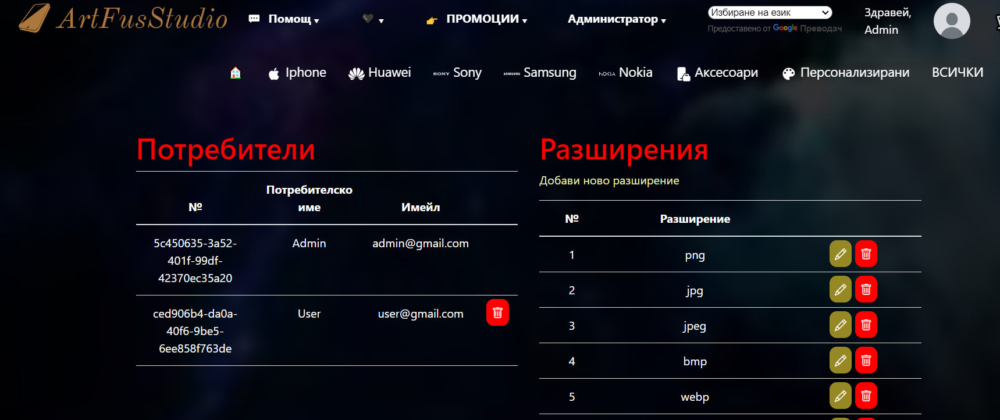 ArtFusStudio
Помощ
ПРОМОЦИИ
Администратор
Избиране на език
Предоставено от Google Преводач
Здравей,
Admin
Iphone
Huawei
SONY Sony
SAMSUNG Samsung
NOKIA Nokia
Аксесоари
Персонализирани
ВСИЧКИ
Потребители
№
Потребителско
име
Имейл
5c450635-3a52-
401f-99df-
42370ec35a20
Admin
admin@gmail.com
ced906b4-da0a-
40f6-9be5-
6ee858f763de
User
user@gmail.com
Разширения
Добави ново разширение
№ Разширение
1 png
2 jpg
3 jpeg
4 bmp
5 webp